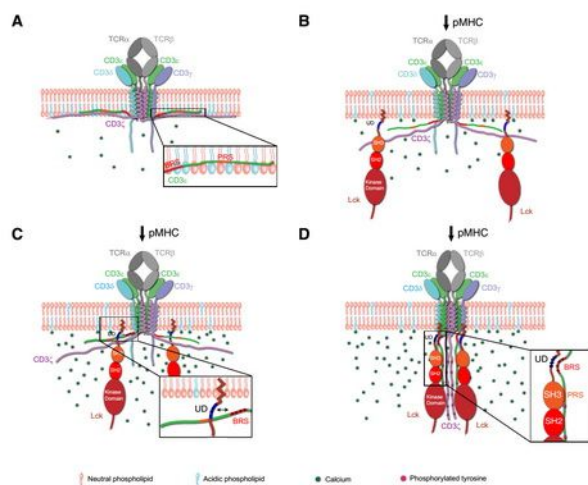 A
TCRα TCRβ
CD3ε CD3ε
CD3δ CD3γ
CD3ζ
BRS PRS
CD3ε
B
pMHC
TCRα TCRβ
CD3ε CD3ε
CD3δ CD3γ
UD
CD3ζ
SH3
SH2
Kinase
Domain
Lck
Lck
C
pMHC
TCRα TCRβ
CD3ε CD3ε
CD3δ CD3γ
UD
CD3ζ
SH2
Kinase
Domain
Lck
UD
BRS
D
pMHC
TCRα TCRβ
CD3ε CD3ε
CD3δ CD3γ
UD
SH3
SH2
Kinase
Domain
Lck
CD3ζ
Lck
UD
BRS
PRS
SH3
SH2
Neutral phospholipid
Acidic phospholipid
Calcium
Phosphorylated tyrosine